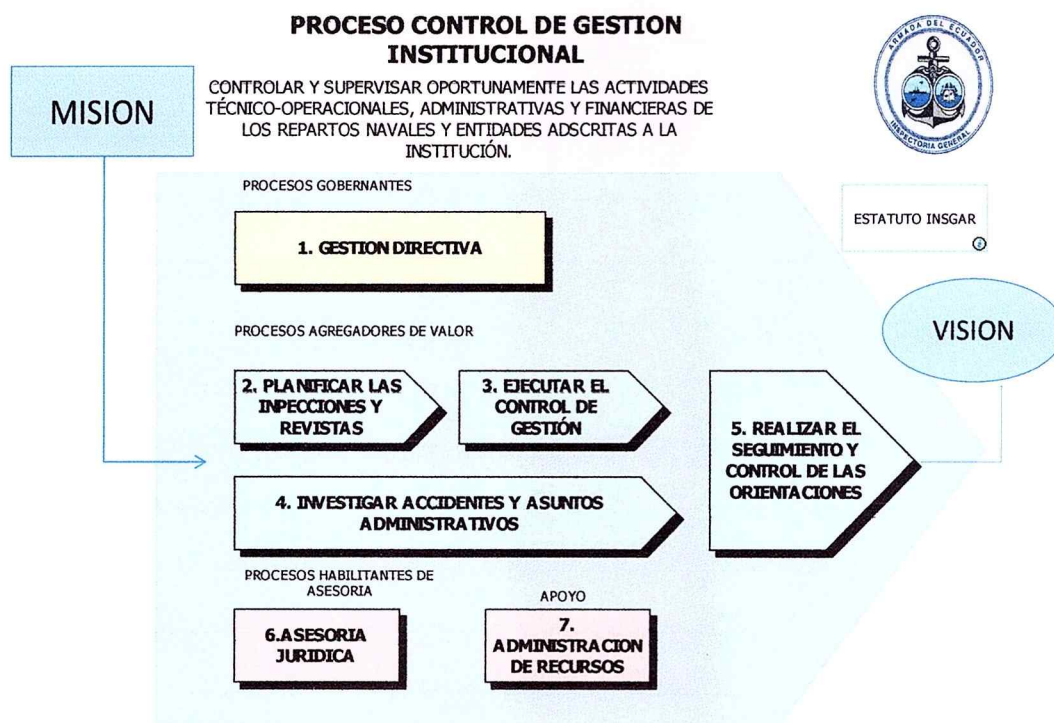 PROCESO CONTROL DE GESTION
INSTITUCIONAL
MISION
CONTROLAR Y SUPERVISAR OPORTUNAMENTE LAS ACTIVIDADES
TÉCNICO-OPERACIONALES, ADMINISTRATIVAS Y FINANCIERAS DE
LOS REPARTOS NAVALES Y ENTIDADES ADSCRITAS A LA
INSTITUCIÓN.
ARMADA DEL ECUADOR
INSPECTORIA GENERAL
PROCESOS GOBERNANTES
1. GESTION DIRECTIVA
ESTATUTO INSGAR
i
VISION
PROCESOS AGREGADORES DE VALOR
2. PLANIFICAR LAS
INPECCIONES Y
REVISTAS
3. EJECUTAR EL
CONTROL DE
GESTIÓN
4. INVESTIGAR ACCIDENTES Y ASUNTOS
ADMINISTRATIVOS
5. REALIZAR EL
SEGUIMIENTO Y
CONTROL DE LAS
ORIENTACIONES
PROCESOS HABILITANTES DE
ASESORIA
6.ASESORIA
JURIDICA
APOYO
7.
ADMINISTRACION
DE RECURSOS